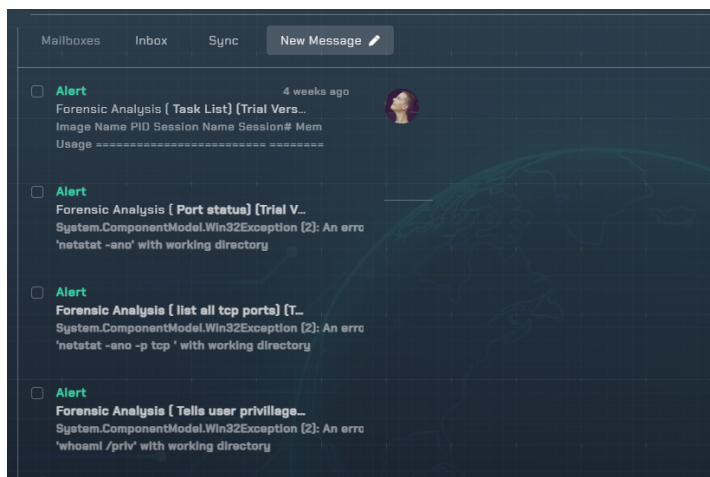 Mailboxes Inbox Sync New Message
Alert 4 weeks ago
Forensic Analysis ( Task List) (Trial Vers...
Image Name PID Session Name Session# Mem
Usage ========================= ========
Alert
Forensic Analysis ( Port status) (Trial V...
System.ComponentModel.Win32Exception (2): An erro
'netstat -ano' with working directory
Alert
Forensic Analysis ( list all tcp ports) (T...
System.ComponentModel.Win32Exception (2): An erro
'netstat -ano -p tcp ' with working directory
Alert
Forensic Analysis ( Tells user privillage...
System.ComponentModel.Win32Exception (2): An erro
'whoami /priv' with working directory